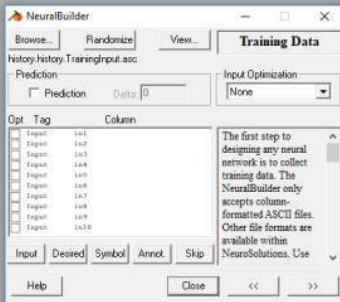 NeuralBuilder
Browse... Randomize View... Training Data
history.history.TrainingInput.asc
Prediction
Prediction Delta: 0
Input Optimization
None
Opt Tag Column
Input in1
Input in2
Input in3
Input in4
Input in5
Input in6
Input in7
Input in8
Input in9
Input in10
The first step to
designing any neural
network is to collect
training data. The
NeuralBuilder only
accepts column-
formatted ASCII files.
Other file formats are
available within
NeuroSolutions. Use
Input Desired Symbol Annot. Skip
Help Close << >>